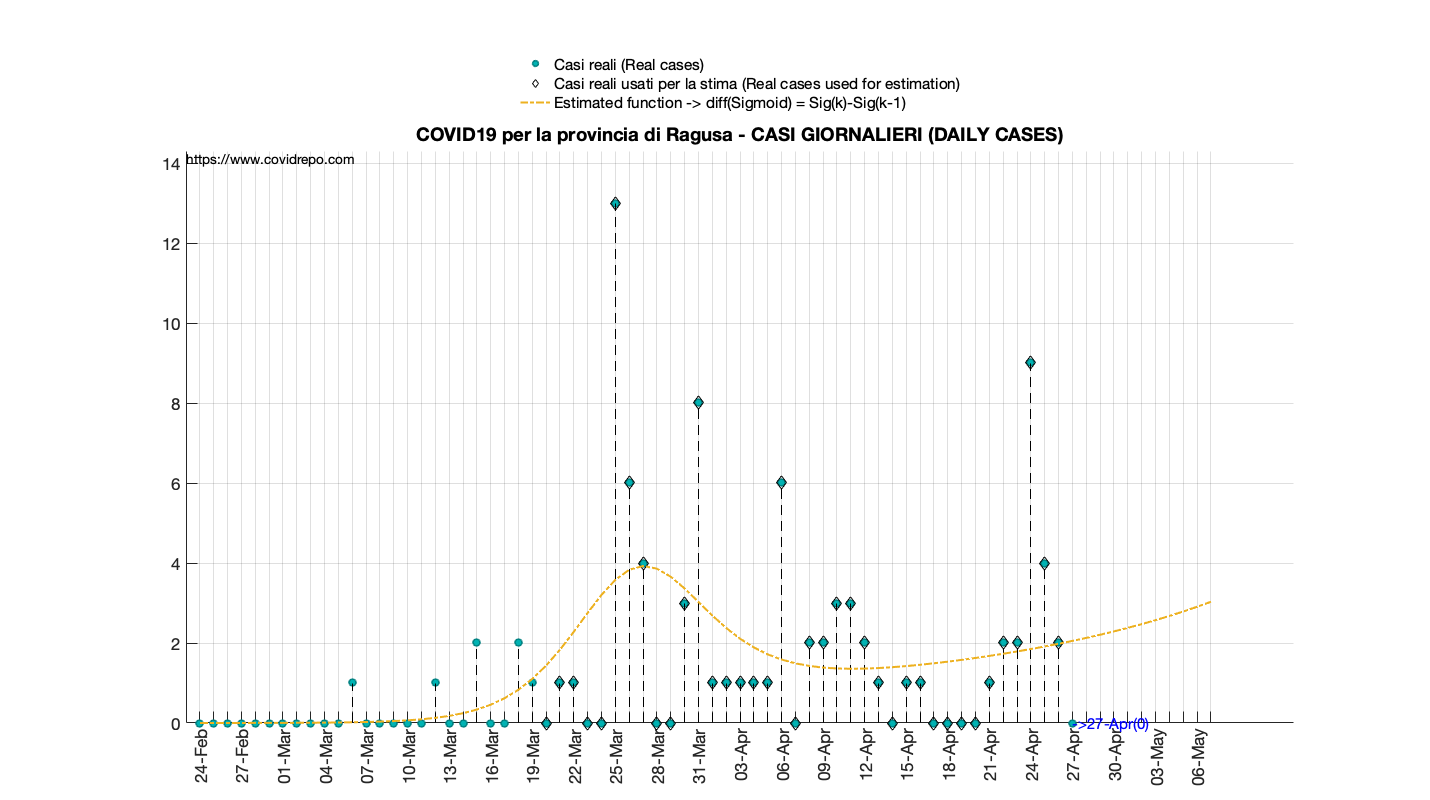 Casi reali (Real cases)
Casi reali usati per la stima (Real cases used for estimation)
Estimated function -> diff(Sigmoid) = Sig(k)-Sig(k-1)
COVID19 per la provincia di Ragusa - CASI GIORNALIERI (DAILY CASES)
https://www.covidrepo.com
14
12
10
8
6
4
2
0
->27-Apr(0)
24-Feb
27-Feb
01-Mar
04-Mar
07-Mar
10-Mar
13-Mar
16-Mar
19-Mar
22-Mar
25-Mar
28-Mar
31-Mar
03-Apr
06-Apr
09-Apr
12-Apr
15-Apr
18-Apr
21-Apr
24-Apr
27-Apr
30-Apr
03-May
06-May